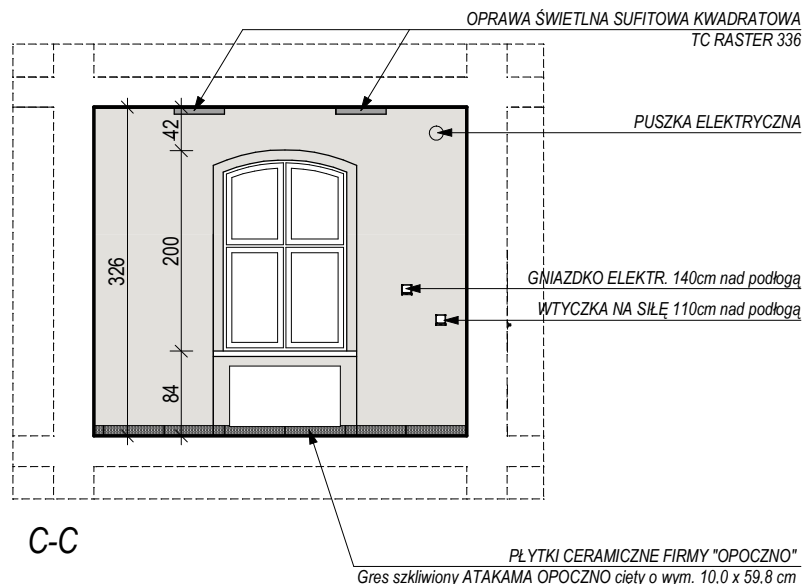 OPRAWA ŚWIETLNA SUFITOWA KWADRATOWA
TC RASTER 336
PUSZKA ELEKTRYCZNA
42
200
326
84
GNIAZDKO ELEKTR. 140cm nad podłogą
WTYCZKA NA SIŁĘ 110cm nad podłogą
C-C
PŁYTKI CERAMICZNE FIRMY "OPOCZNO"
Gres szkliwiony ATAKAMA OPOCZNO cięty o wym. 10,0 x 59,8 cm